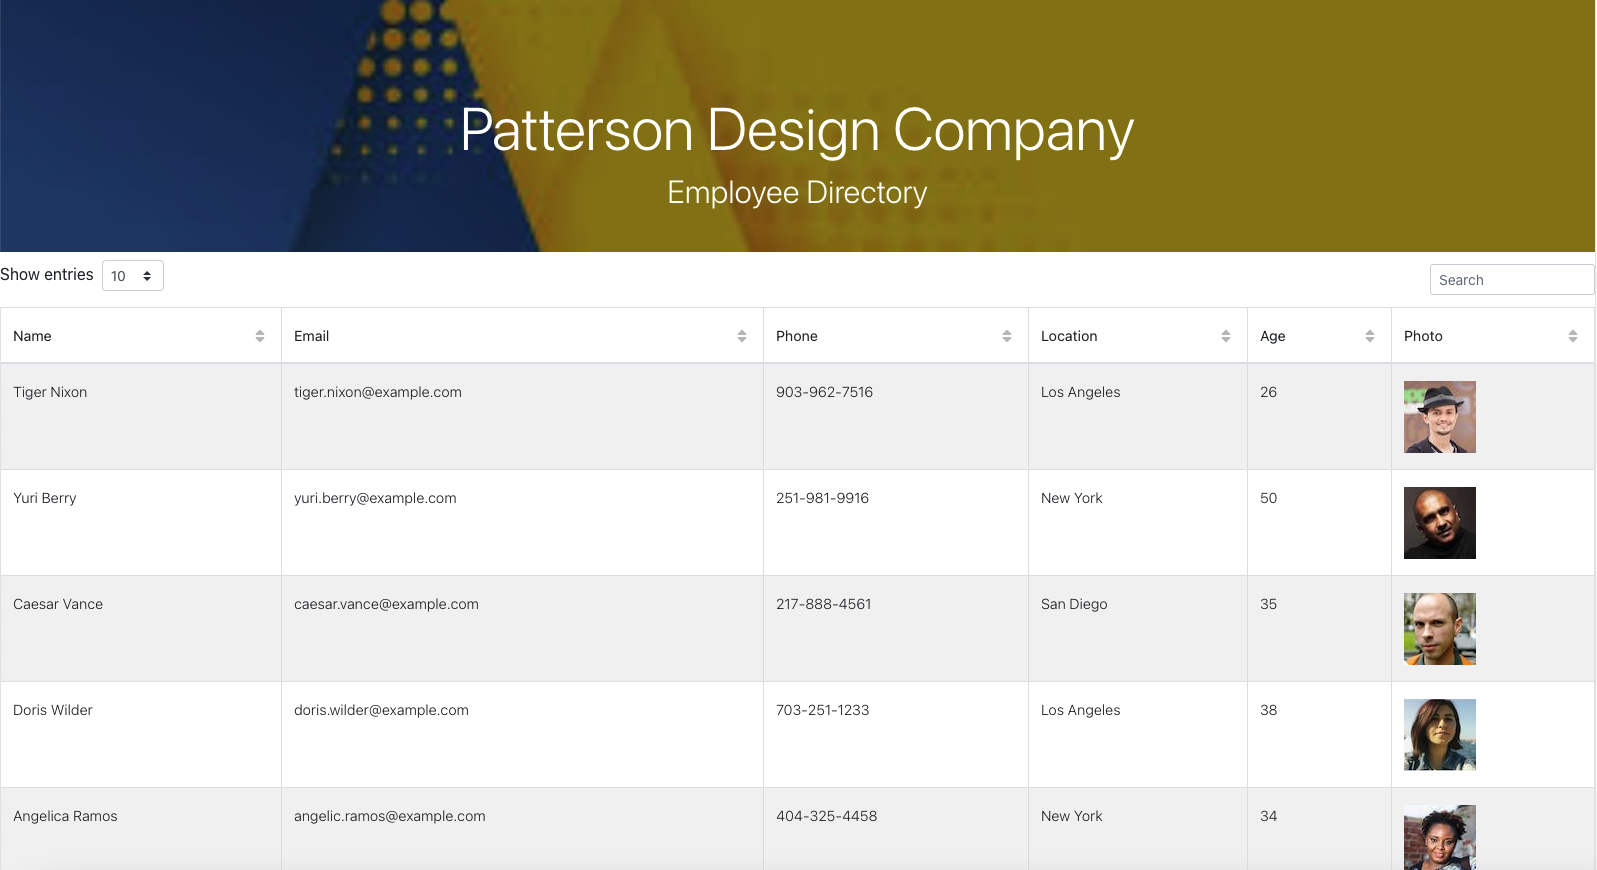 Patterson Design Company
Employee Directory
Show entries 10 Search
Name Email Phone Location Age Photo
Tiger Nixon tiger.nixon@example.com 903-962-7516 Los Angeles 26
Yuri Berry yuri.berry@example.com 251-981-9916 New York 50
Caesar Vance caesar.vance@example.com 217-888-4561 San Diego 35
Doris Wilder doris.wilder@example.com 703-251-1233 Los Angeles 38
Angelica Ramos angelic.ramos@example.com 404-325-4458 New York 34